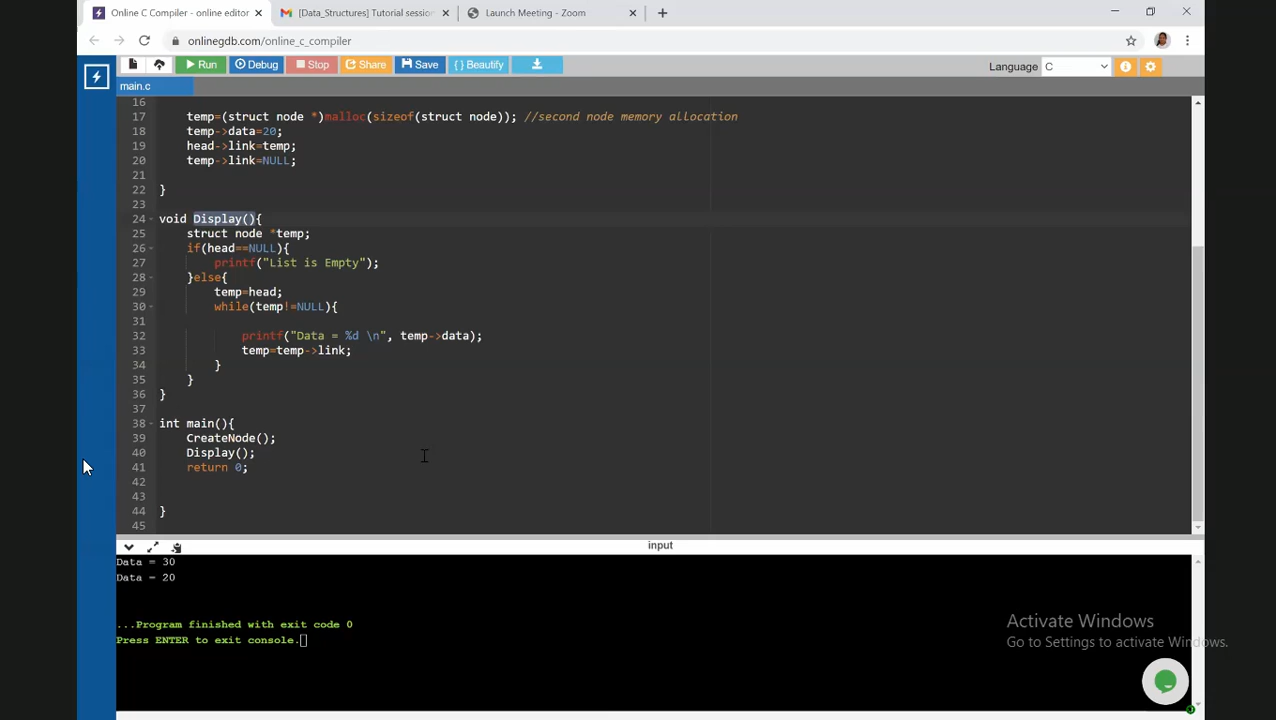 Online C Compiler - online editor
[Data_Structures] Tutorial session
Launch Meeting - Zoom
onlinegdb.com/online_c_compiler
Run Debug Stop Share Save { } Beautify Language C
main.c
16
17 temp=(struct node *)malloc(sizeof(struct node)); //second node memory allocation
18 temp->data=20;
19 head->link=temp;
20 temp->link=NULL;
21
22 }
23
24 void Display(){
25 struct node *temp;
26 if(head==NULL){
27 printf("List is Empty");
28 }else{
29 temp=head;
30 while(temp!=NULL){
31
32 printf("Data = %d \n", temp->data);
33 temp=temp->link;
34 }
35 }
36 }
37
38 int main(){
39 CreateNode();
40 Display();
41 return 0;
42
43
44 }
45
input
Data = 30
Data = 20
...Program finished with exit code 0
Press ENTER to exit console.
Activate Windows
Go to Settings to activate Windows.